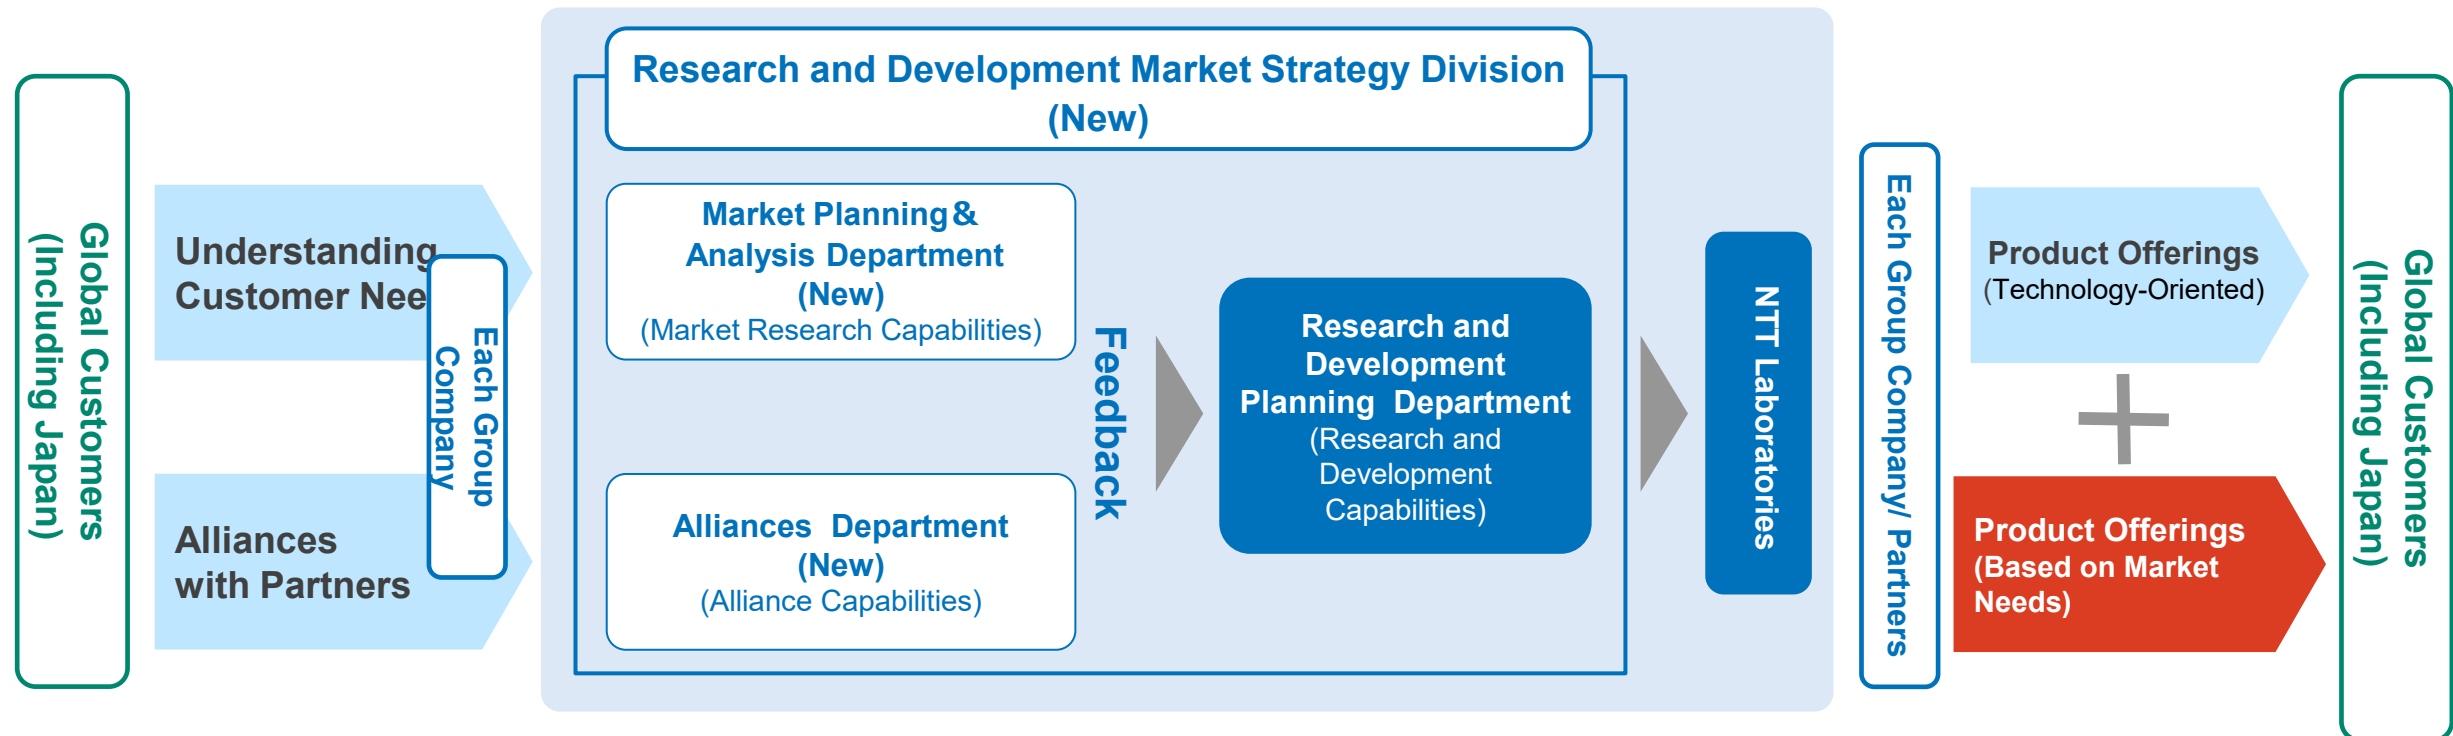 Global Customers
(Including Japan)
Understanding
Customer Nee
Alliances
with Partners
Each Group
Company
Research and Development Market Strategy Division
(New)
Market Planning&
Analysis Department
(New)
(Market Research Capabilities)
Alliances Department
(New)
(Alliance Capabilities)
Feedback
Research and
Development
Planning Department
(Research and
Development
Capabilities)
NTT Laboratories
Each Group Company/ Partners
Product Offerings
(Technology-Oriented)
Product Offerings
(Based on Market
Needs)
Global Customers
(Including Japan)